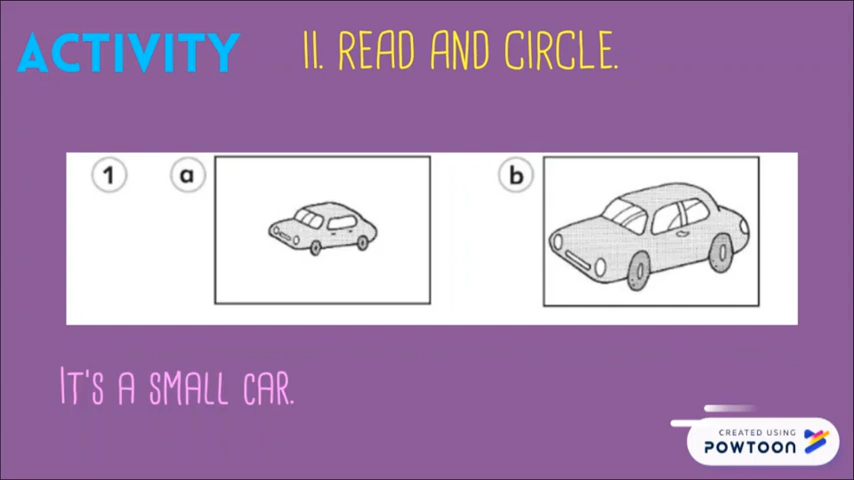 ACTIVITY
II. READ AND CIRCLE.
1 a b
IT'S A SMALL CAR.
CREATED USING
POWTOON